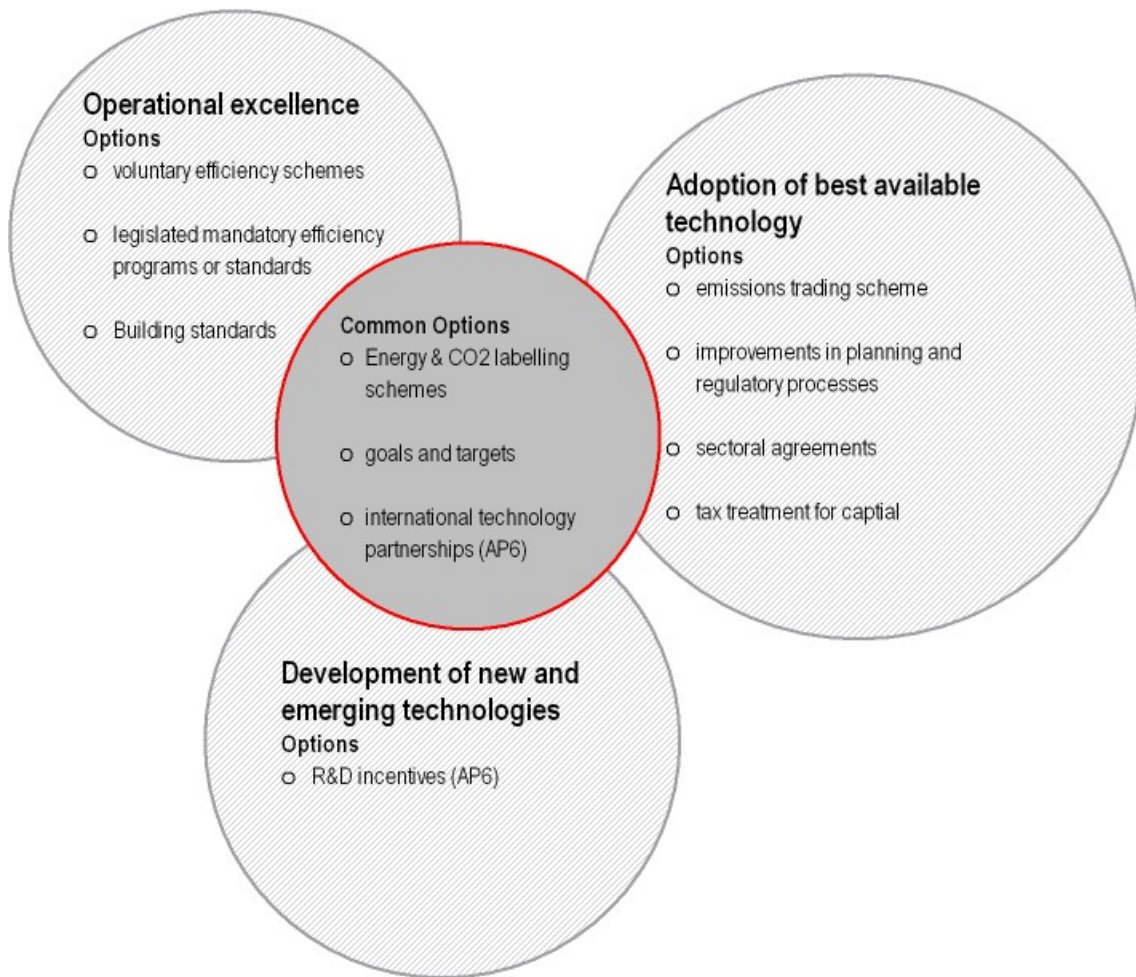 Operational excellence
Options
o voluntary efficiency schemes
o legislated mandatory efficiency
programs or standards
o Building standards
Adoption of best available
technology
Options
o emissions trading scheme
o improvements in planning and
regulatory processes
o sectoral agreements
o tax treatment for captial
Common Options
o Energy & CO2 labelling
schemes
o goals and targets
o international technology
partnerships (AP6)
Development of new and
emerging technologies
Options
o R&D incentives (AP6)